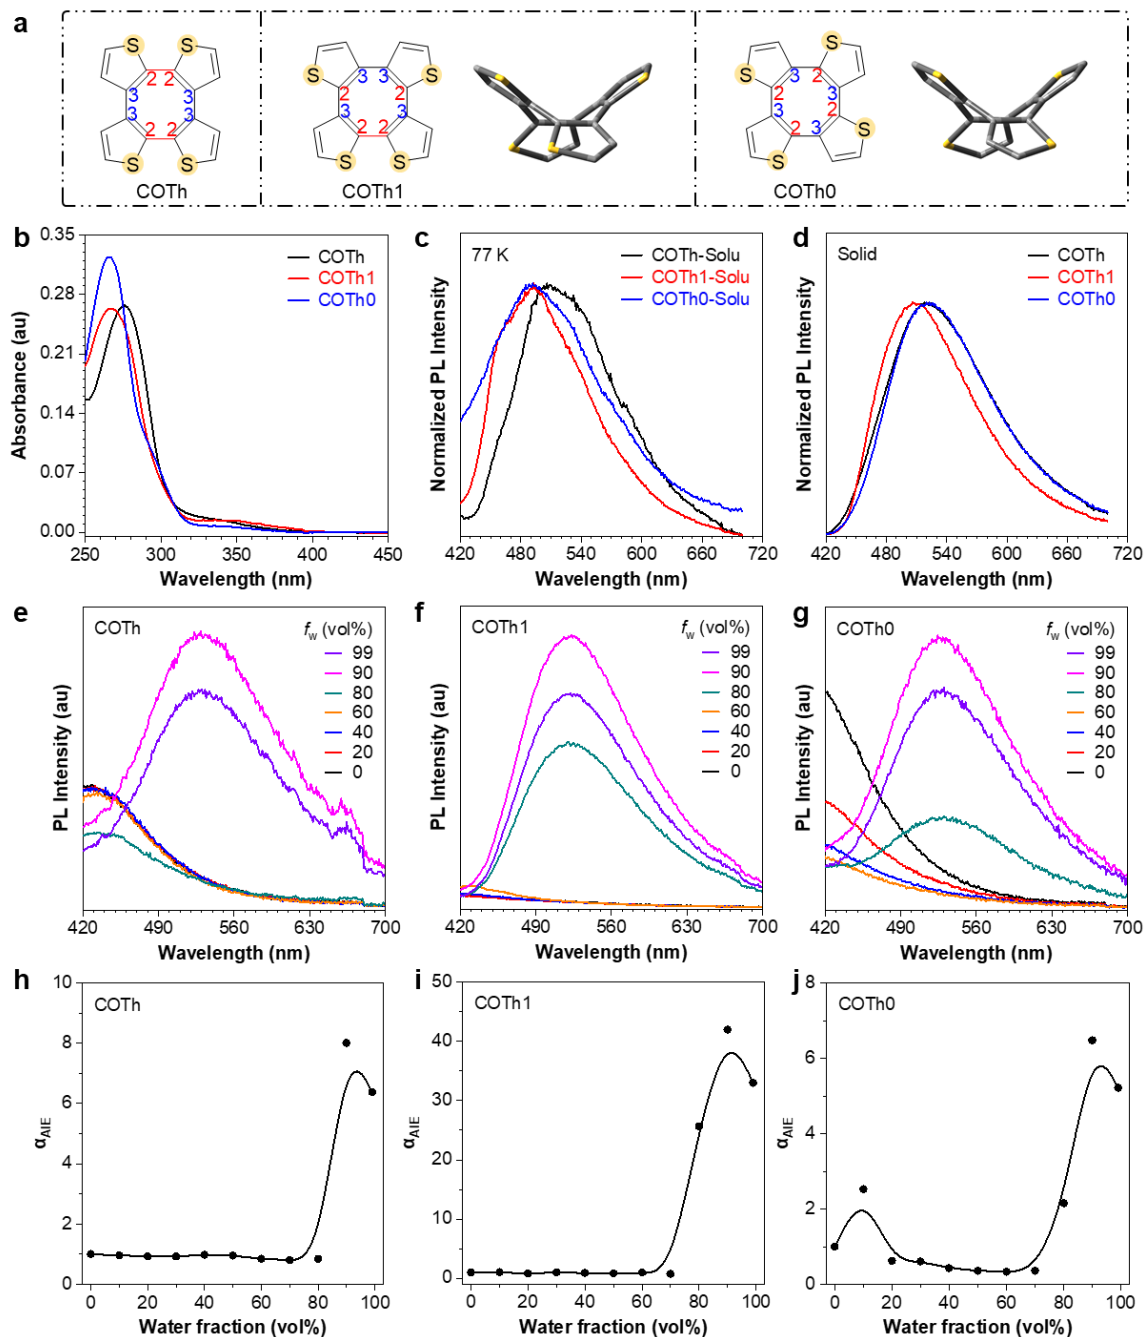 a
S S
2 2
3 3
3 3
2 2
S S
COTh
3 3
S S
2 2
3 3
2 2
S S
COTh1
S
3 2
S
2 3
3 2
2 3
S
S
COTh0
b
COTh
COTh1
COTh0
0.35
0.28
0.21
0.14
0.07
0.00
250 300 350 400 450
Absorbance (au)
Wavelength (nm)
c
77 K
COTh-Solu
COTh1-Solu
COTh0-Solu
Normalized PL Intensity
420 480 540 600 660 720
Wavelength (nm)
d
Solid
COTh
COTh1
COTh0
Normalized PL Intensity
420 480 540 600 660 720
Wavelength (nm)
e
COTh
fw (vol%)
99
90
80
60
40
20
0
PL Intensity (au)
420 490 560 630 700
Wavelength (nm)
f
COTh1
fw (vol%)
99
90
80
60
40
20
0
PL Intensity (au)
420 490 560 630 700
Wavelength (nm)
g
COTh0
fw (vol%)
99
90
80
60
40
20
0
PL Intensity (au)
420 490 560 630 700
Wavelength (nm)
h
COTh
10
8
6
4
2
0
αAIE
0 20 40 60 80 100
Water fraction (vol%)
i
COTh1
50
40
30
20
10
0
αAIE
0 20 40 60 80 100
Water fraction (vol%)
j
COTh0
8
6
4
2
0
αAIE
0 20 40 60 80 100
Water fraction (vol%)